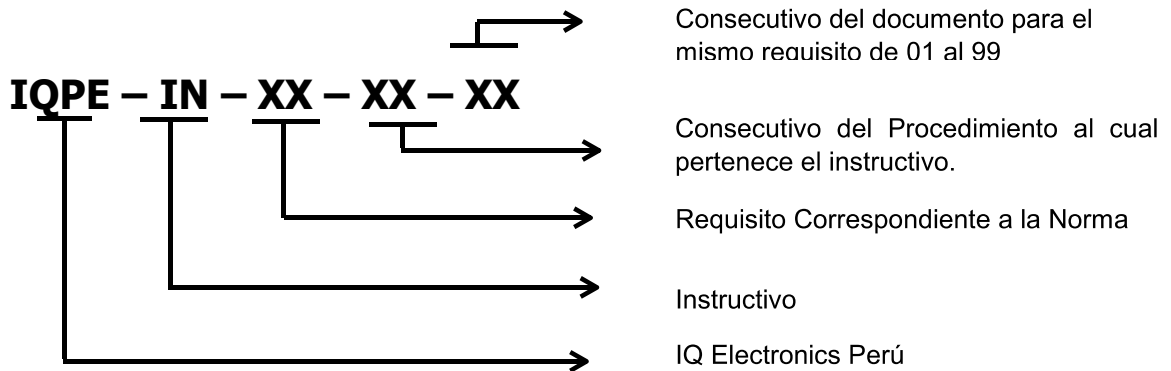 Consecutivo del documento para el
mismo requisito de 01 al 99
IQPE – IN – XX – XX – XX
Consecutivo del Procedimiento al cual
pertenece el instructivo.
Requisito Correspondiente a la Norma
Instructivo
IQ Electronics Perú